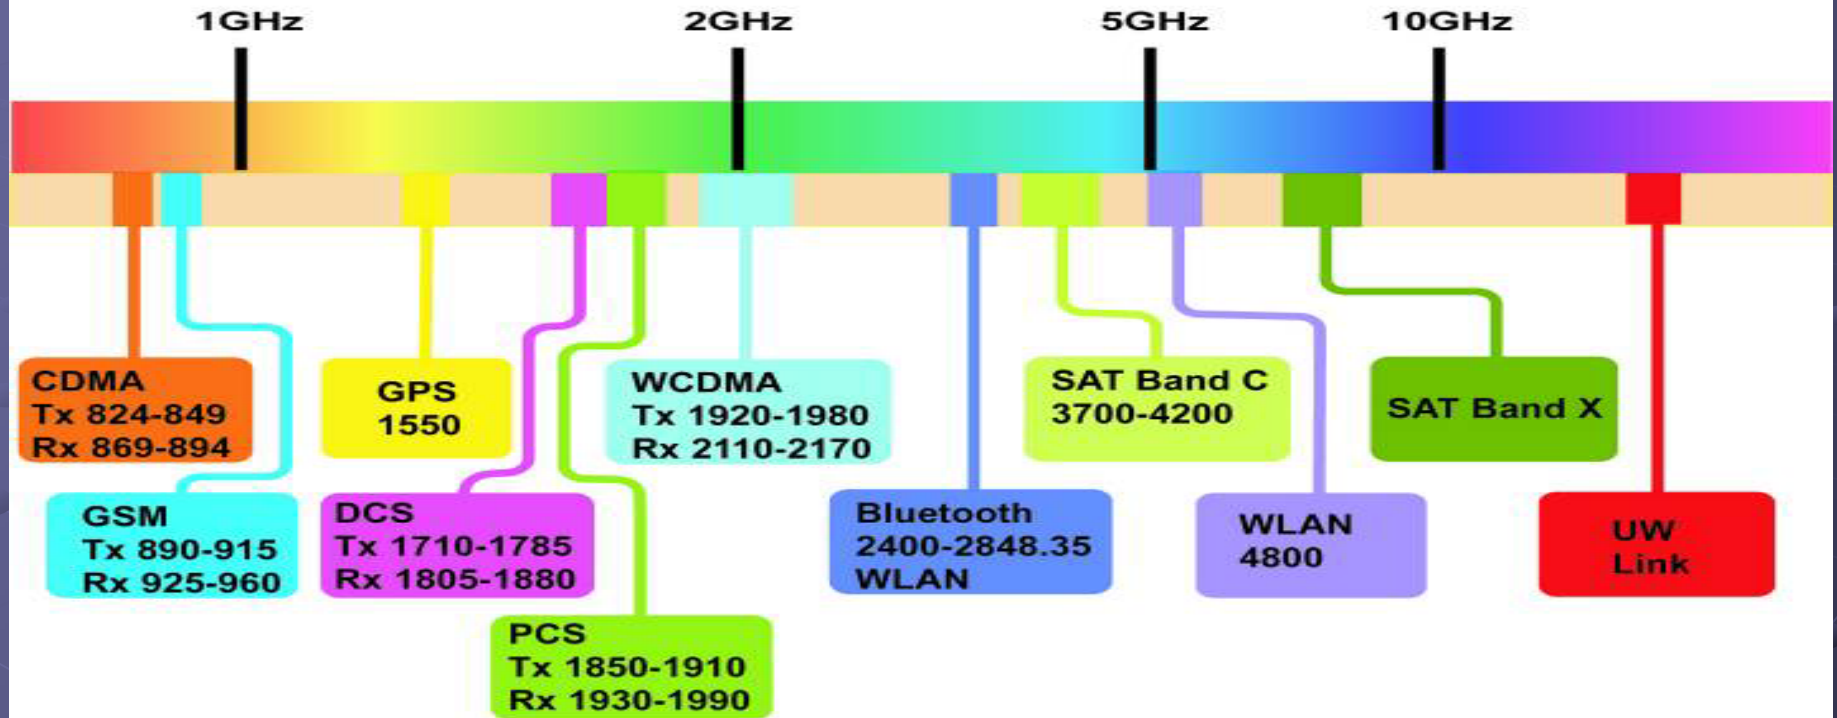 1GHz
2GHz
5GHz
10GHz
CDMA
Tx 824-849
Rx 869-894
GPS
1550
WCDMA
Tx 1920-1980
Rx 2110-2170
SAT Band C
3700-4200
SAT Band X
GSM
Tx 890-915
Rx 925-960
DCS
Tx 1710-1785
Rx 1805-1880
Bluetooth
2400-2848.35
WLAN
WLAN
4800
UW
Link
PCS
Tx 1850-1910
Rx 1930-1990